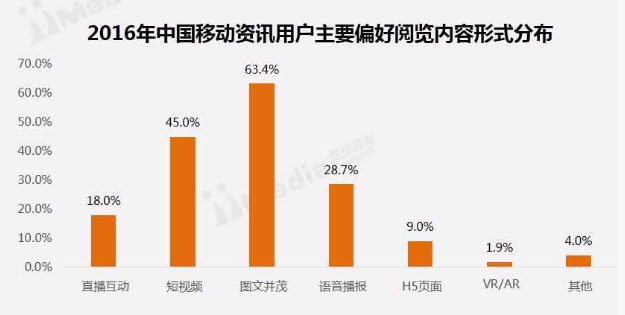 2016年中国移动资讯用户主要偏好阅览内容形式分布
70.0%
60.0%
50.0%
40.0%
30.0%
20.0%
10.0%
0.0%
18.0%
45.0%
63.4%
28.7%
9.0%
1.9%
4.0%
直播互动
短视频
图文并茂
语音播报
H5页面
VR/AR
其他
iiMedia